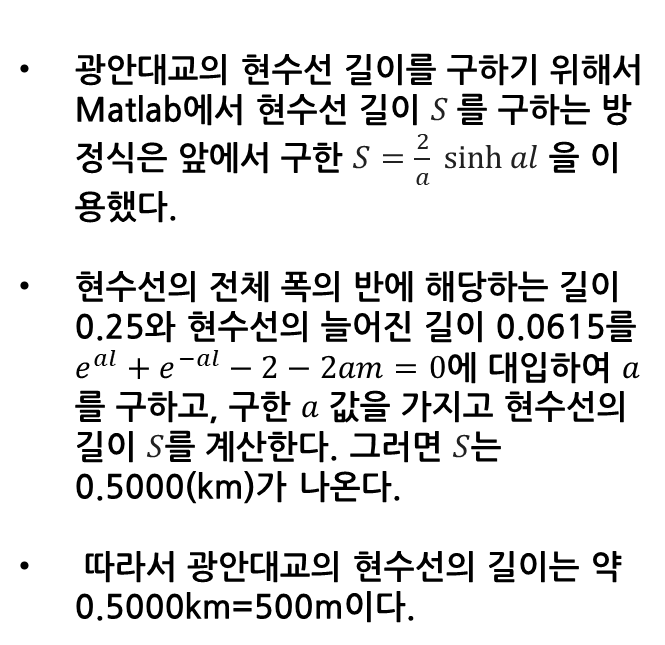 • 광안대교의 현수선 길이를 구하기 위해서
Matlab에서 현수선 길이 S 를 구하는 방
정식은 앞에서 구한 S = 2/a sinh al 을 이
용했다.
• 현수선의 전체 폭의 반에 해당하는 길이
0.25와 현수선의 늘어진 길이 0.0615를
e^al + e^−al − 2 − 2am = 0에 대입하여 a
를 구하고, 구한 a 값을 가지고 현수선의
길이 S를 계산한다. 그러면 S는
0.5000(km)가 나온다.
• 따라서 광안대교의 현수선의 길이는 약
0.5000km=500m이다.